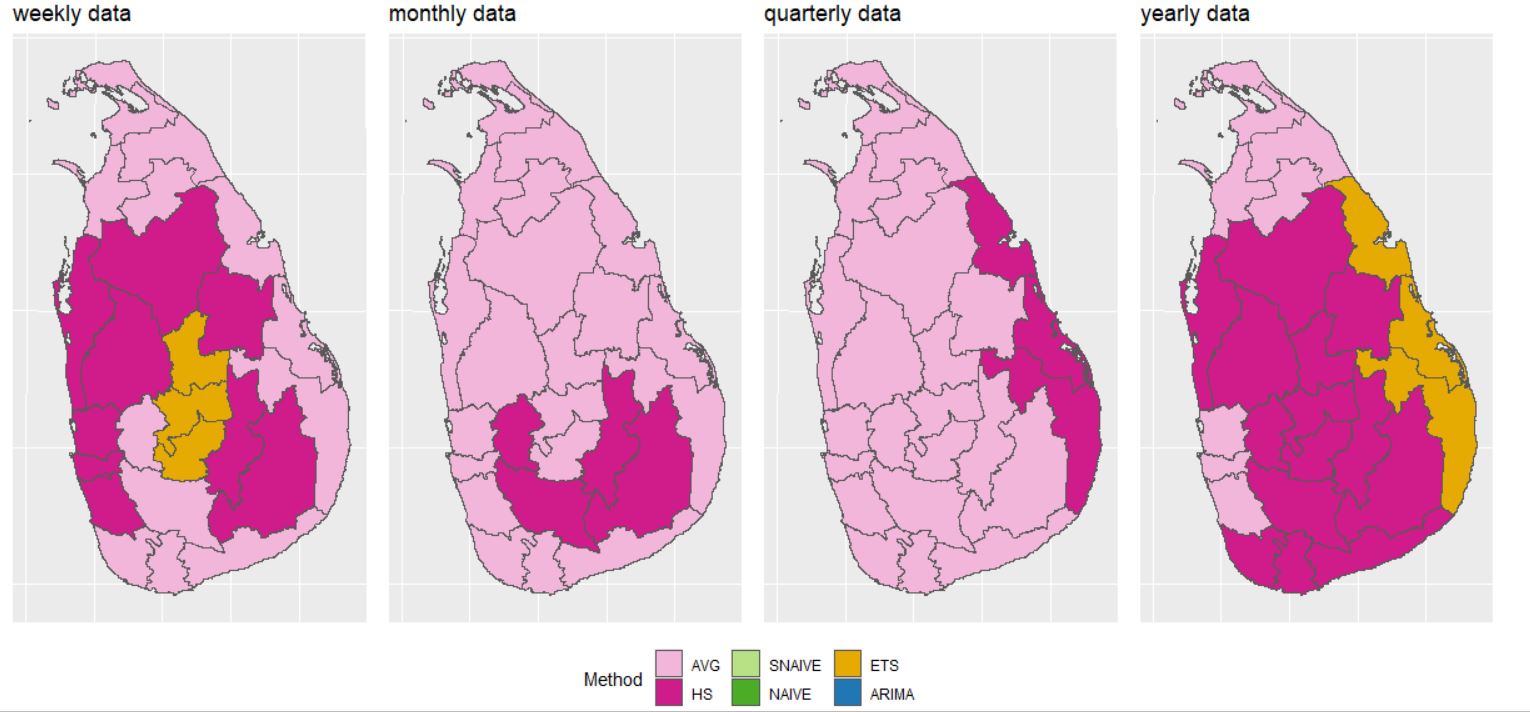 weekly data
monthly data
quarterly data
yearly data
Method
AVG
SNAIVE
ETS
HS
NAIVE
ARIMA